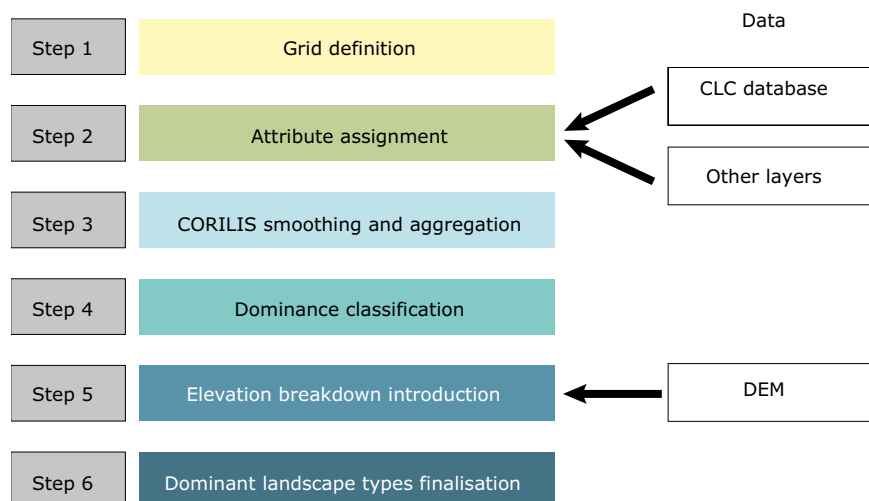 Data
Step 1
Grid definition
CLC database
Step 2
Attribute assignment
Other layers
Step 3
CORILIS smoothing and aggregation
Step 4
Dominance classification
Step 5
Elevation breakdown introduction
DEM
Step 6
Dominant landscape types finalisation